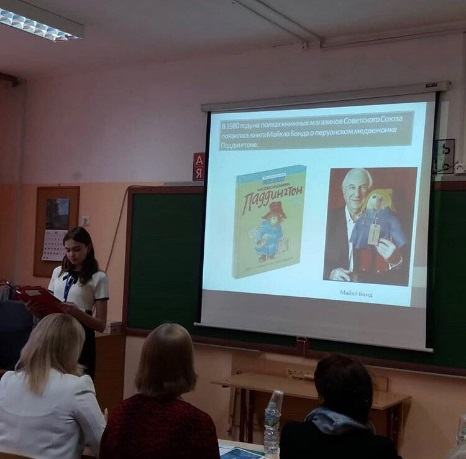 В 1980 году на полках книжных магазинов Советского Союза
появилась книга Майкла Бонда о перуанском медвежонке
Паддингтоне.
Паддингтон
Майкл Бонд
А
Я